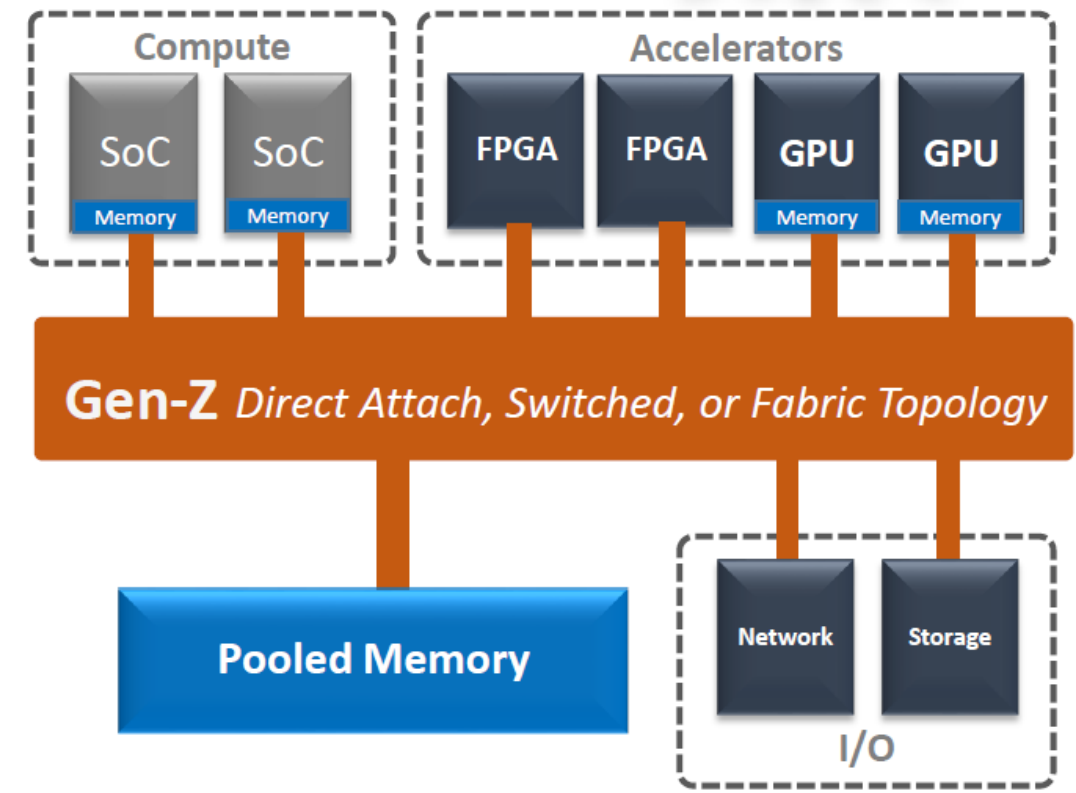 Compute
Accelerators
SoC
SoC
FPGA
FPGA
GPU
GPU
Memory
Memory
Memory
Memory
Gen-Z Direct Attach, Switched, or Fabric Topology
Pooled Memory
Network
Storage
I/O